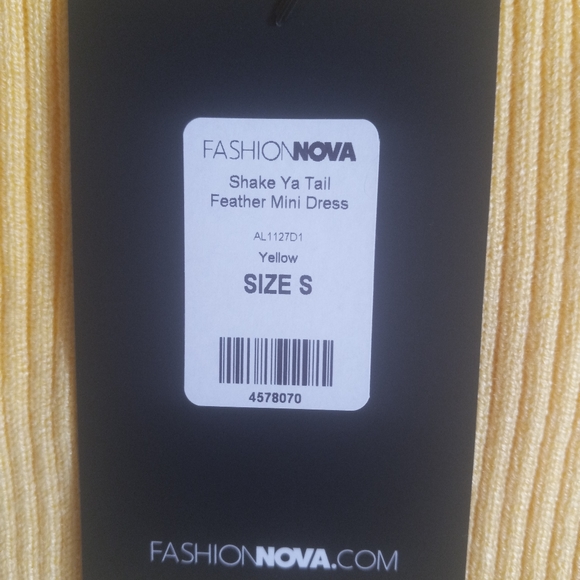 FASHIONNOVA
Shake Ya Tail
Feather Mini Dress
AL1127D1
Yellow
SIZE S
4578070
FASHIONNOVA.COM